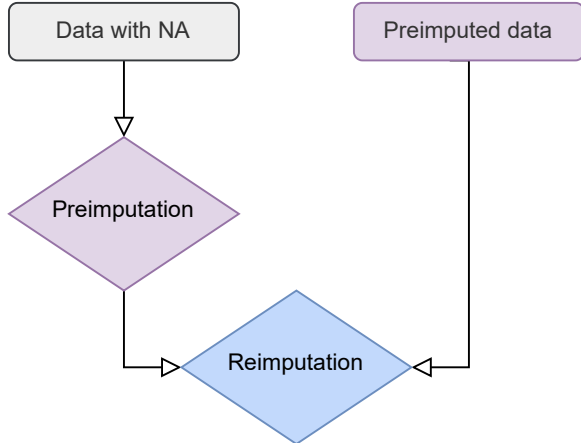 Data with NA
Preimputed data
Preimputation
Reimputation